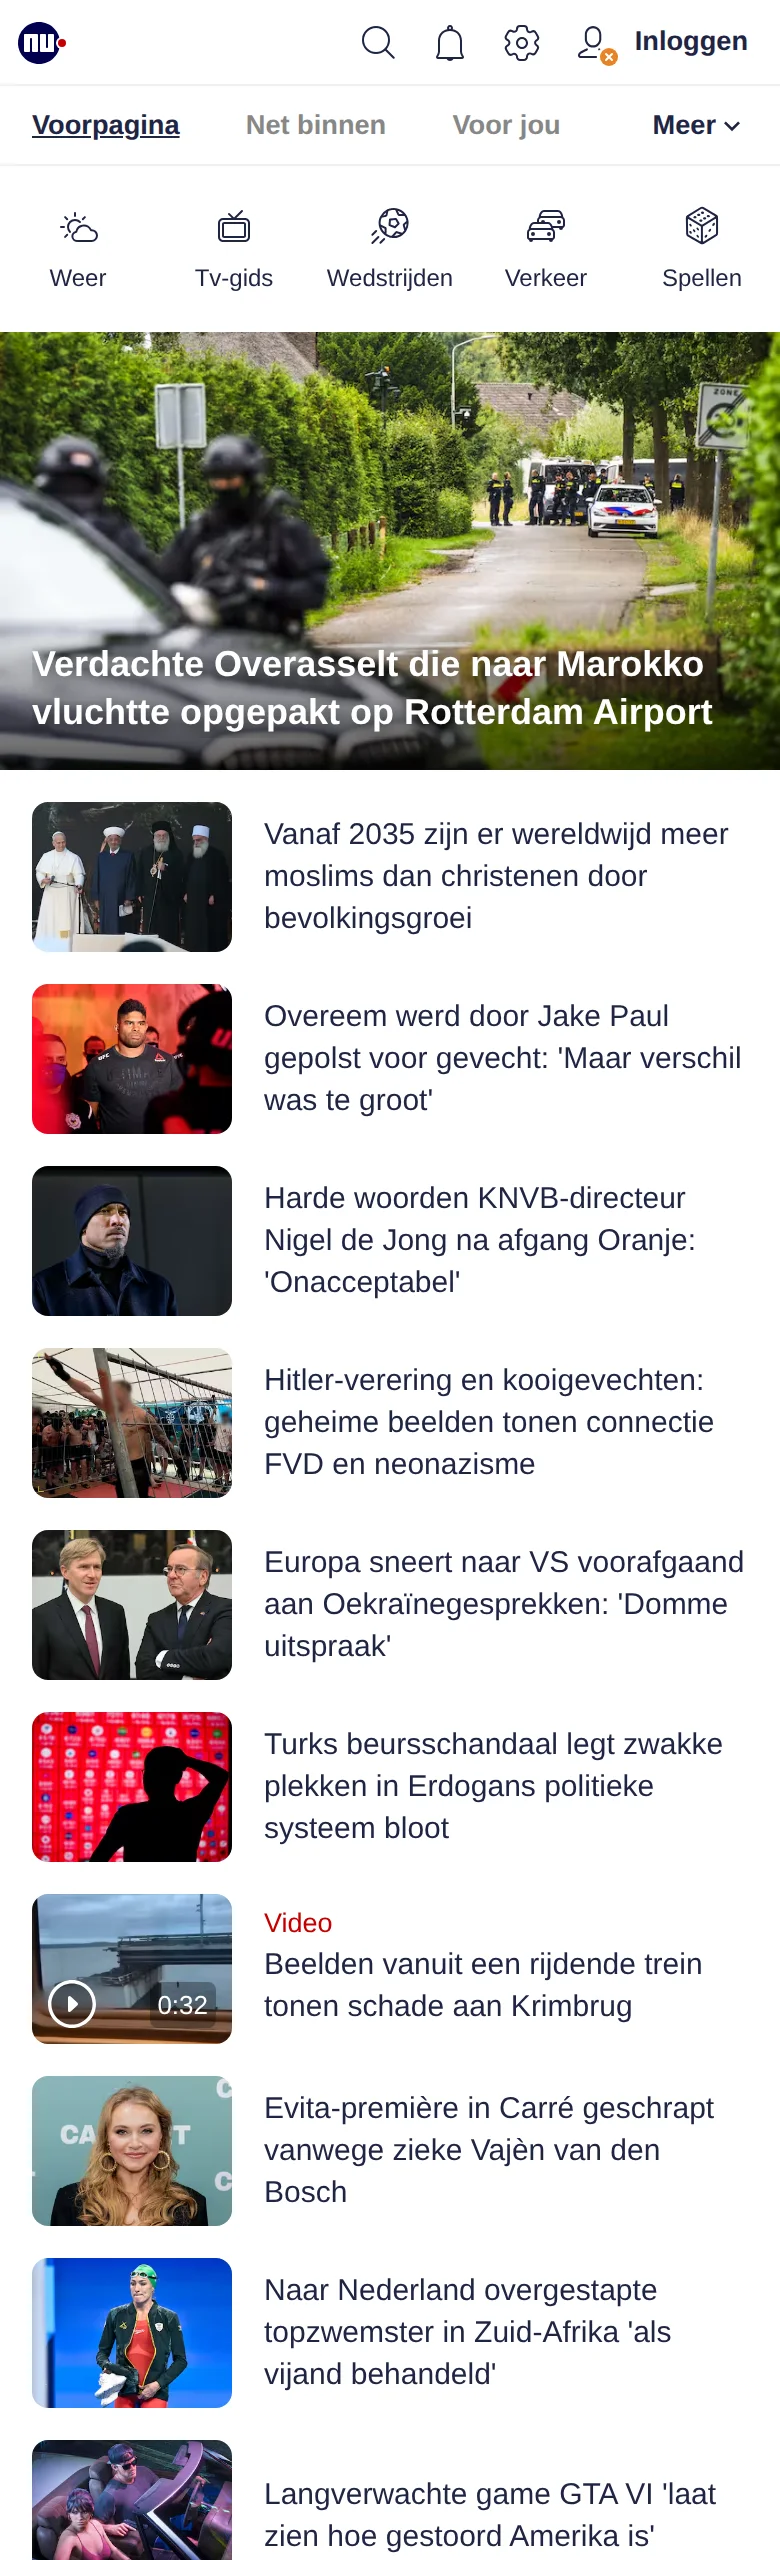 nu
Inloggen
Voorpagina
Net binnen
Voor jou
Meer
Weer
Tv-gids
Wedstrijden
Verkeer
Spellen
ZONE
Verdachte Overasselt die naar Marokko
vluchtte opgepakt op Rotterdam Airport
Vanaf 2035 zijn er wereldwijd meer
moslims dan christenen door
bevolkingsgroei
Overeem werd door Jake Paul
gepolst voor gevecht: 'Maar verschil
was te groot'
Harde woorden KNVB-directeur
Nigel de Jong na afgang Oranje:
'Onacceptabel'
Hitler-verering en kooigevechten:
geheime beelden tonen connectie
FVD en neonazisme
Europa sneert naar VS voorafgaand
aan Oekraïnegesprekken: 'Domme
uitspraak'
Turks beursschandaal legt zwakke
plekken in Erdogans politieke
systeem bloot
0:32
Video
Beelden vanuit een rijdende trein
tonen schade aan Krimbrug
Evita-première in Carré geschrapt
vanwege zieke Vajèn van den
Bosch
Naar Nederland overgestapte
topzwemster in Zuid-Afrika 'als
vijand behandeld'
Langverwachte game GTA VI 'laat
zien hoe gestoord Amerika is'